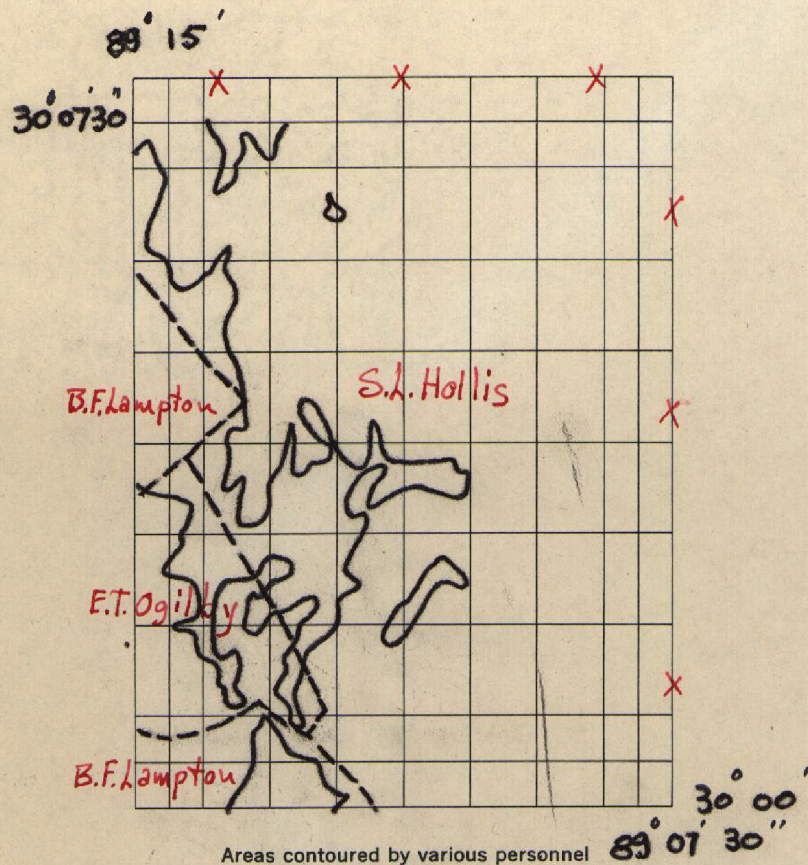 89° 15'
30° 07' 30"
S.L. Hollis
B.F. Lampton
E.T. Ogilby
B.F. Lampton
30° 00'
89° 07' 30"
Areas contoured by various personnel